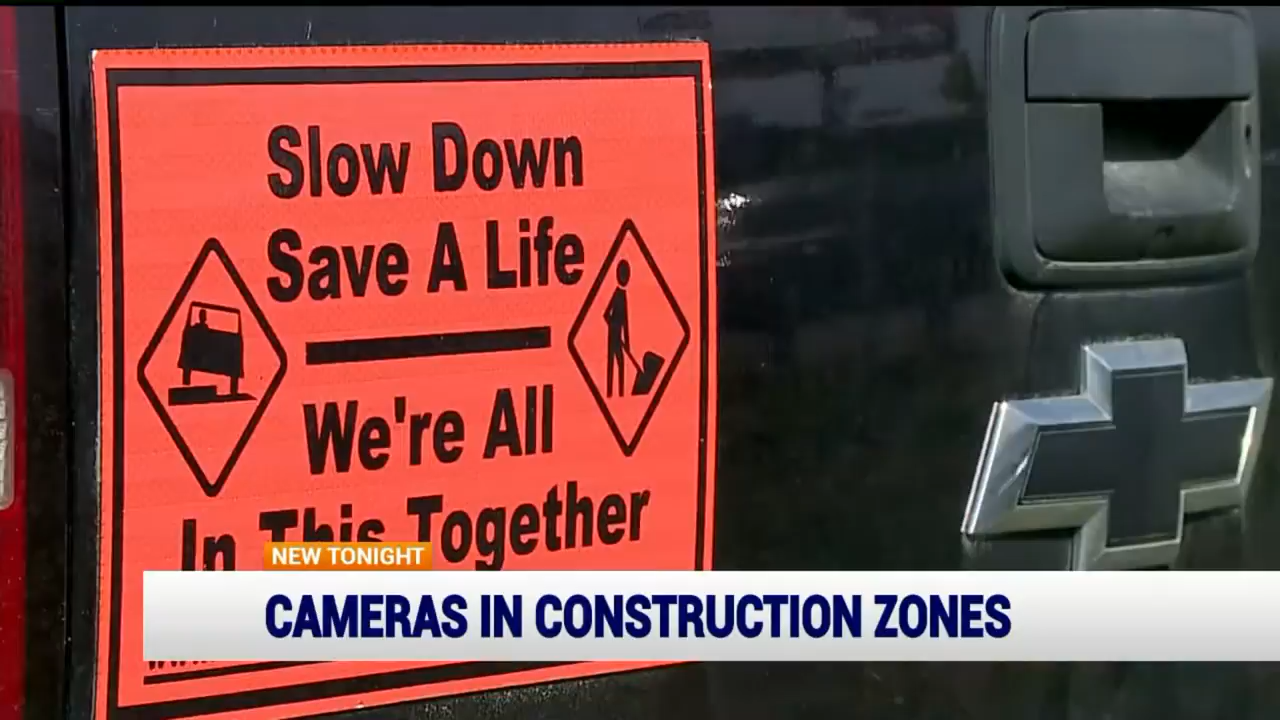 Slow Down
Save A Life
We're All
In This Together
NEW TONIGHT
CAMERAS IN CONSTRUCTION ZONES